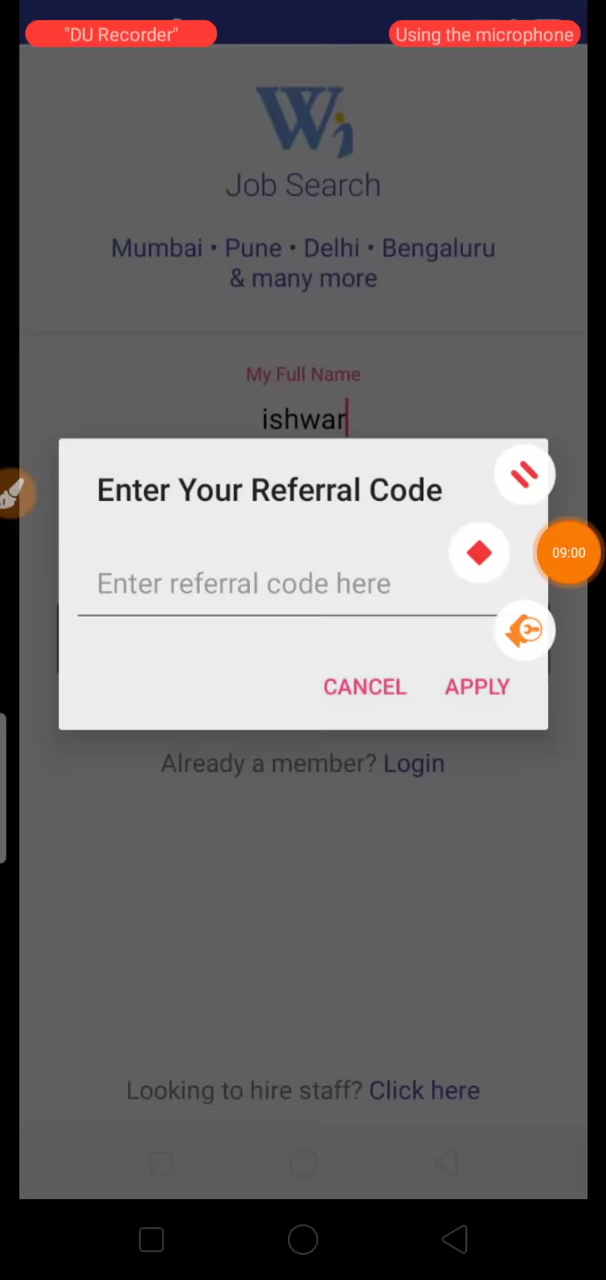 "DU Recorder"
Using the microphone
Wi
Job Search
Mumbai • Pune • Delhi • Bengaluru
& many more
My Full Name
ishwar
Enter Your Referral Code
Enter referral code here
09:00
CANCEL
APPLY
Already a member? Login
Looking to hire staff? Click here